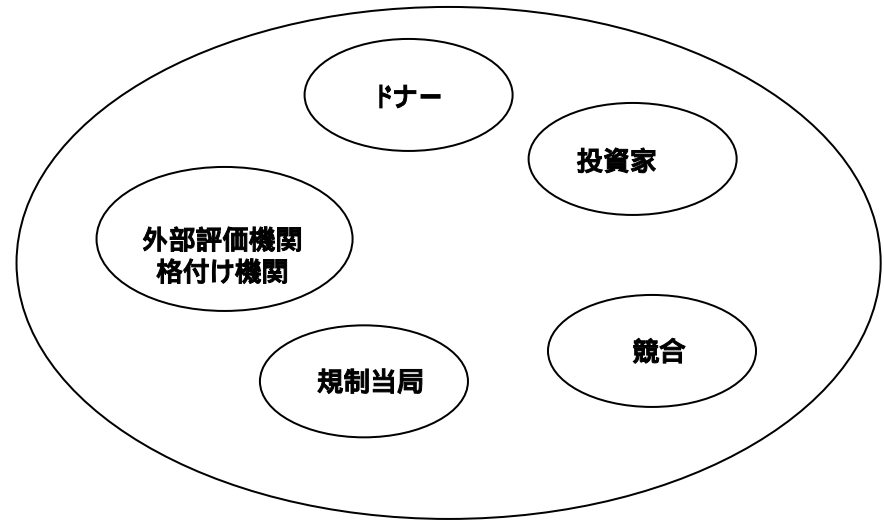 ドナー
投資家
外部評価機関
格付け機関
競合
規制当局